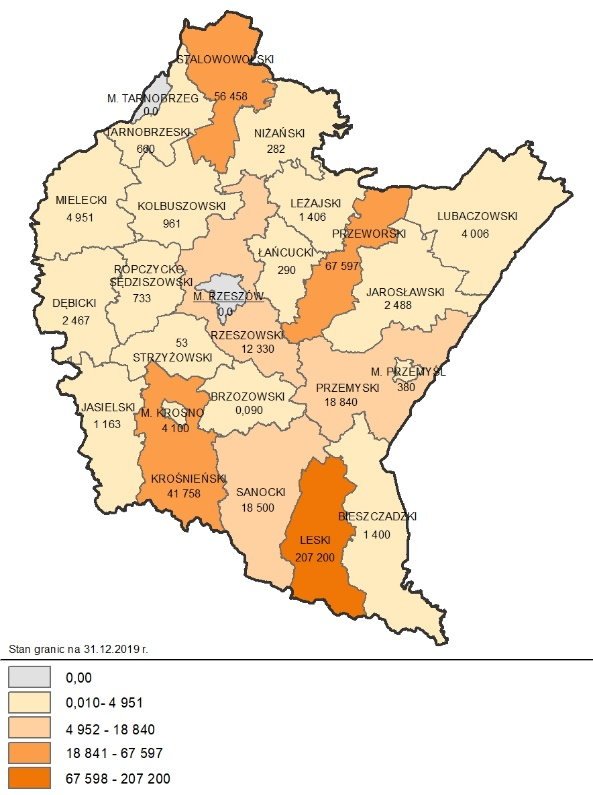 STALOWOWOLSKI
56 458
M. TARNOBRZEG
0,0
TARNOBRZESKI
660
NIŻAŃSKI
282
MIELECKI
4 951
KOLBUSZOWSKI
961
LEŻAJSKI
1 406
LUBACZOWSKI
4 006
PRZEWORSKI
67 597
ŁAŃCUCKI
290
ROPCZYCKO-
SĘDZISZOWSKI
733
M. RZESZÓW
0,0
JAROSŁAWSKI
2 488
DĘBICKI
2 467
RZESZOWSKI
12 330
53
STRZYŻOWSKI
M. PRZEMYŚL
380
PRZEMYSKI
18 840
BRZOZOWSKI
0,090
JASIELSKI
1 163
M. KROSNO
4 100
KROŚNIEŃSKI
41 758
SANOCKI
18 500
BIESZCZADZKI
1 400
LESKI
207 200
Stan granic na 31.12.2019 r.
0,00
0,010- 4 951
4 952 - 18 840
18 841 - 67 597
67 598 - 207 200